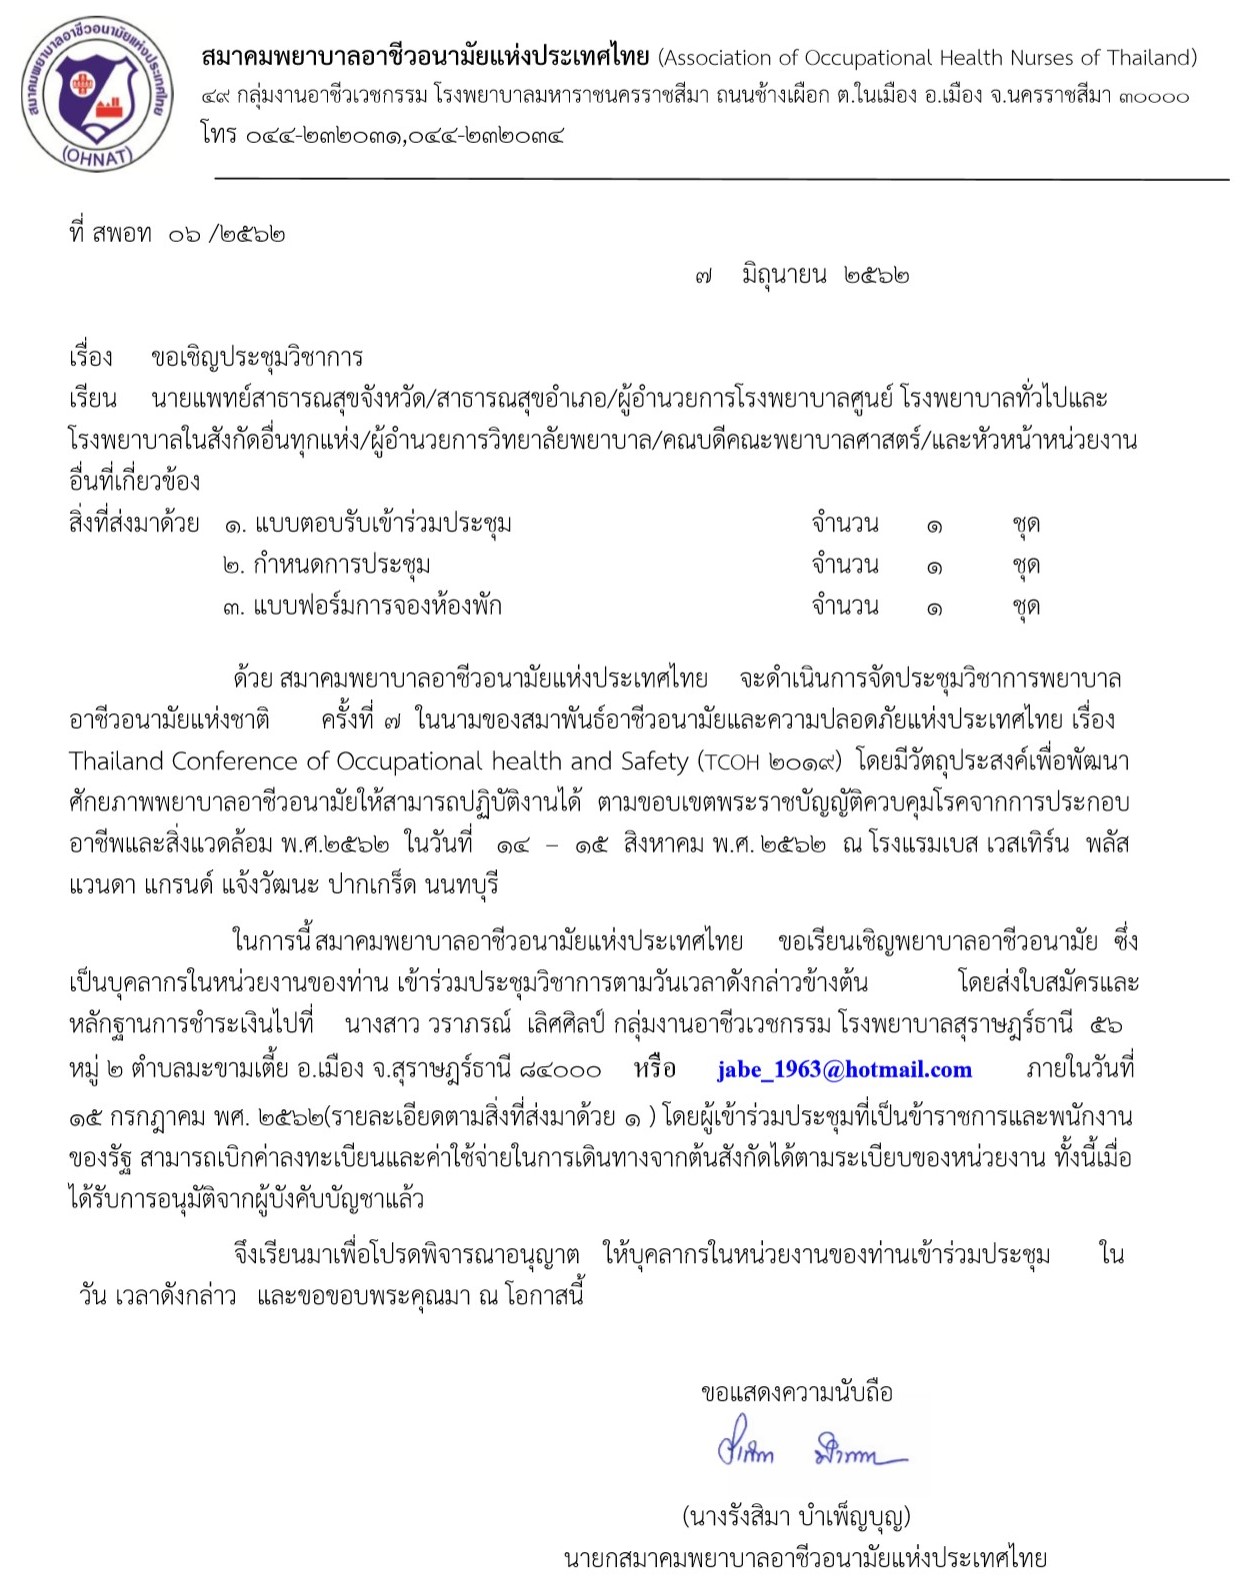 สมาคมพยาบาลอาชีวอนามัยแห่งประเทศไทย
(OHNAT)
สมาคมพยาบาลอาชีวอนามัยแห่งประเทศไทย (Association of Occupational Health Nurses of Thailand)
๔๙ กลุ่มงานอาชีวเวชกรรม โรงพยาบาลมหาราชนครราชสีมา ถนนช้างเผือก ต.ในเมือง อ.เมือง จ.นครราชสีมา ๓๐๐๐๐
โทร ๐๔๔-๒๓๒๐๓๑,๐๔๔-๒๓๒๐๓๔
ที่ สพอท ๐๖ /๒๕๖๒
๗ มิถุนายน ๒๕๖๒
เรื่อง ขอเชิญประชุมวิชาการ
เรียน นายแพทย์สาธารณสุขจังหวัด/สาธารณสุขอำเภอ/ผู้อำนวยการโรงพยาบาลศูนย์ โรงพยาบาลทั่วไปและ
โรงพยาบาลในสังกัดอื่นทุกแห่ง/ผู้อำนวยการวิทยาลัยพยาบาล/คณบดีคณะพยาบาลศาสตร์/และหัวหน้าหน่วยงาน
อื่นที่เกี่ยวข้อง
สิ่งที่ส่งมาด้วย ๑. แบบตอบรับเข้าร่วมประชุม จำนวน ๑ ชุด
๒. กำหนดการประชุม จำนวน ๑ ชุด
๓. แบบฟอร์มการจองห้องพัก จำนวน ๑ ชุด
ด้วย สมาคมพยาบาลอาชีวอนามัยแห่งประเทศไทย จะดำเนินการจัดประชุมวิชาการพยาบาล
อาชีวอนามัยแห่งชาติ ครั้งที่ ๗ ในนามของสมาพันธ์อาชีวอนามัยและความปลอดภัยแห่งประเทศไทย เรื่อง
Thailand Conference of Occupational health and Safety (TCOH ๒๐๑๙) โดยมีวัตถุประสงค์เพื่อพัฒนา
ศักยภาพพยาบาลอาชีวอนามัยให้สามารถปฏิบัติงานได้ ตามขอบเขตพระราชบัญญัติควบคุมโรคจากการประกอบ
อาชีพและสิ่งแวดล้อม พ.ศ.๒๕๖๒ ในวันที่ ๑๔ – ๑๕ สิงหาคม พ.ศ. ๒๕๖๒ ณ โรงแรมเบส เวสเทิร์น พลัส
แวนดา แกรนด์ แจ้งวัฒนะ ปากเกร็ด นนทบุรี
ในการนี้ สมาคมพยาบาลอาชีวอนามัยแห่งประเทศไทย ขอเรียนเชิญพยาบาลอาชีวอนามัย ซึ่ง
เป็นบุคลากรในหน่วยงานของท่าน เข้าร่วมประชุมวิชาการตามวันเวลาดังกล่าวข้างต้น โดยส่งใบสมัครและ
หลักฐานการชำระเงินไปที่ นางสาว วราภรณ์ เลิศศิลป์ กลุ่มงานอาชีวเวชกรรม โรงพยาบาลสุราษฎร์ธานี ๕๖
หมู่ ๒ ตำบลมะขามเตี้ย อ.เมือง จ.สุราษฎร์ธานี ๘๔๐๐๐ หรือ jabe_1963@hotmail.com ภายในวันที่
๑๕ กรกฎาคม พศ. ๒๕๖๒(รายละเอียดตามสิ่งที่ส่งมาด้วย ๑ ) โดยผู้เข้าร่วมประชุมที่เป็นข้าราชการและพนักงาน
ของรัฐ สามารถเบิกค่าลงทะเบียนและค่าใช้จ่ายในการเดินทางจากต้นสังกัดได้ตามระเบียบของหน่วยงาน ทั้งนี้เมื่อ
ได้รับการอนุมัติจากผู้บังคับบัญชาแล้ว
จึงเรียนมาเพื่อโปรดพิจารณาอนุญาต ให้บุคลากรในหน่วยงานของท่านเข้าร่วมประชุม ใน
วัน เวลาดังกล่าว และขอขอบพระคุณมา ณ โอกาสนี้
ขอแสดงความนับถือ
(นางรังสิมา บำเพ็ญบุญ)
นายกสมาคมพยาบาลอาชีวอนามัยแห่งประเทศไทย